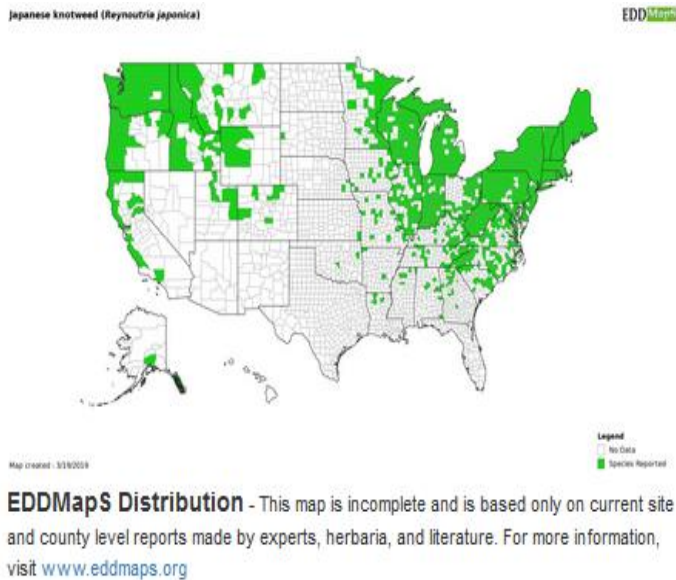 Japanese knotweed (Reynoutria japonica)
EDDMapS
Legend
No Data
Species Reported
Map created : 3/19/2019
EDDMapS Distribution - This map is incomplete and is based only on current site
and county level reports made by experts, herbaria, and literature. For more information,
visit www.eddmaps.org